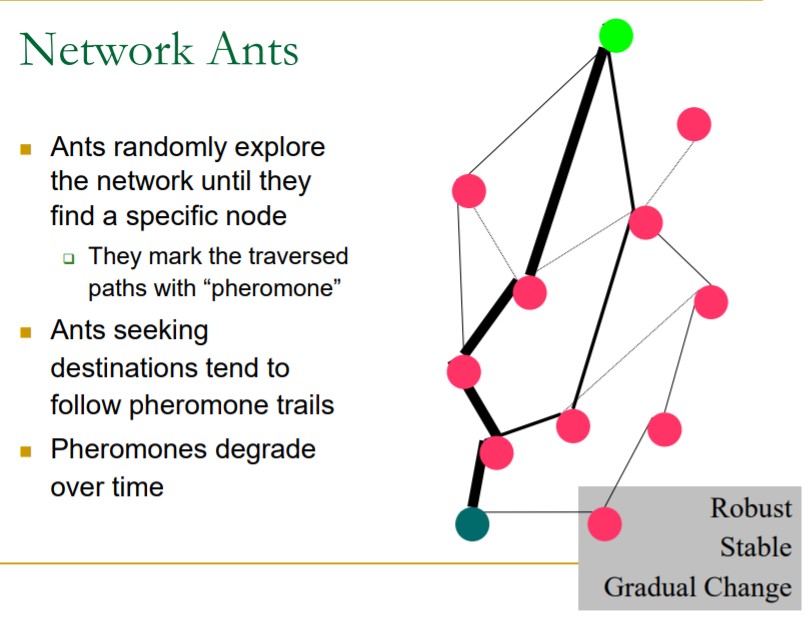 Network Ants
Ants randomly explore
the network until they
find a specific node
They mark the traversed
paths with “pheromone”
Ants seeking
destinations tend to
follow pheromone trails
Pheromones degrade
over time
Robust
Stable
Gradual Change